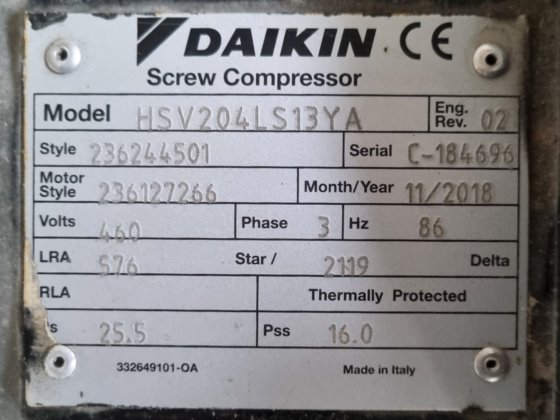 DAIKIN CE
Screw Compressor
Model HSV204LS13YA Eng. Rev. 02
Style 236244501 Serial C-184696
Motor Style 236127266 Month/Year 11/2018
Volts 460 Phase 3 Hz 86
LRA 576 Star / 2119 Delta
RLA Thermally Protected
s 25.5 Pss 16.0
332649101-OA Made in Italy